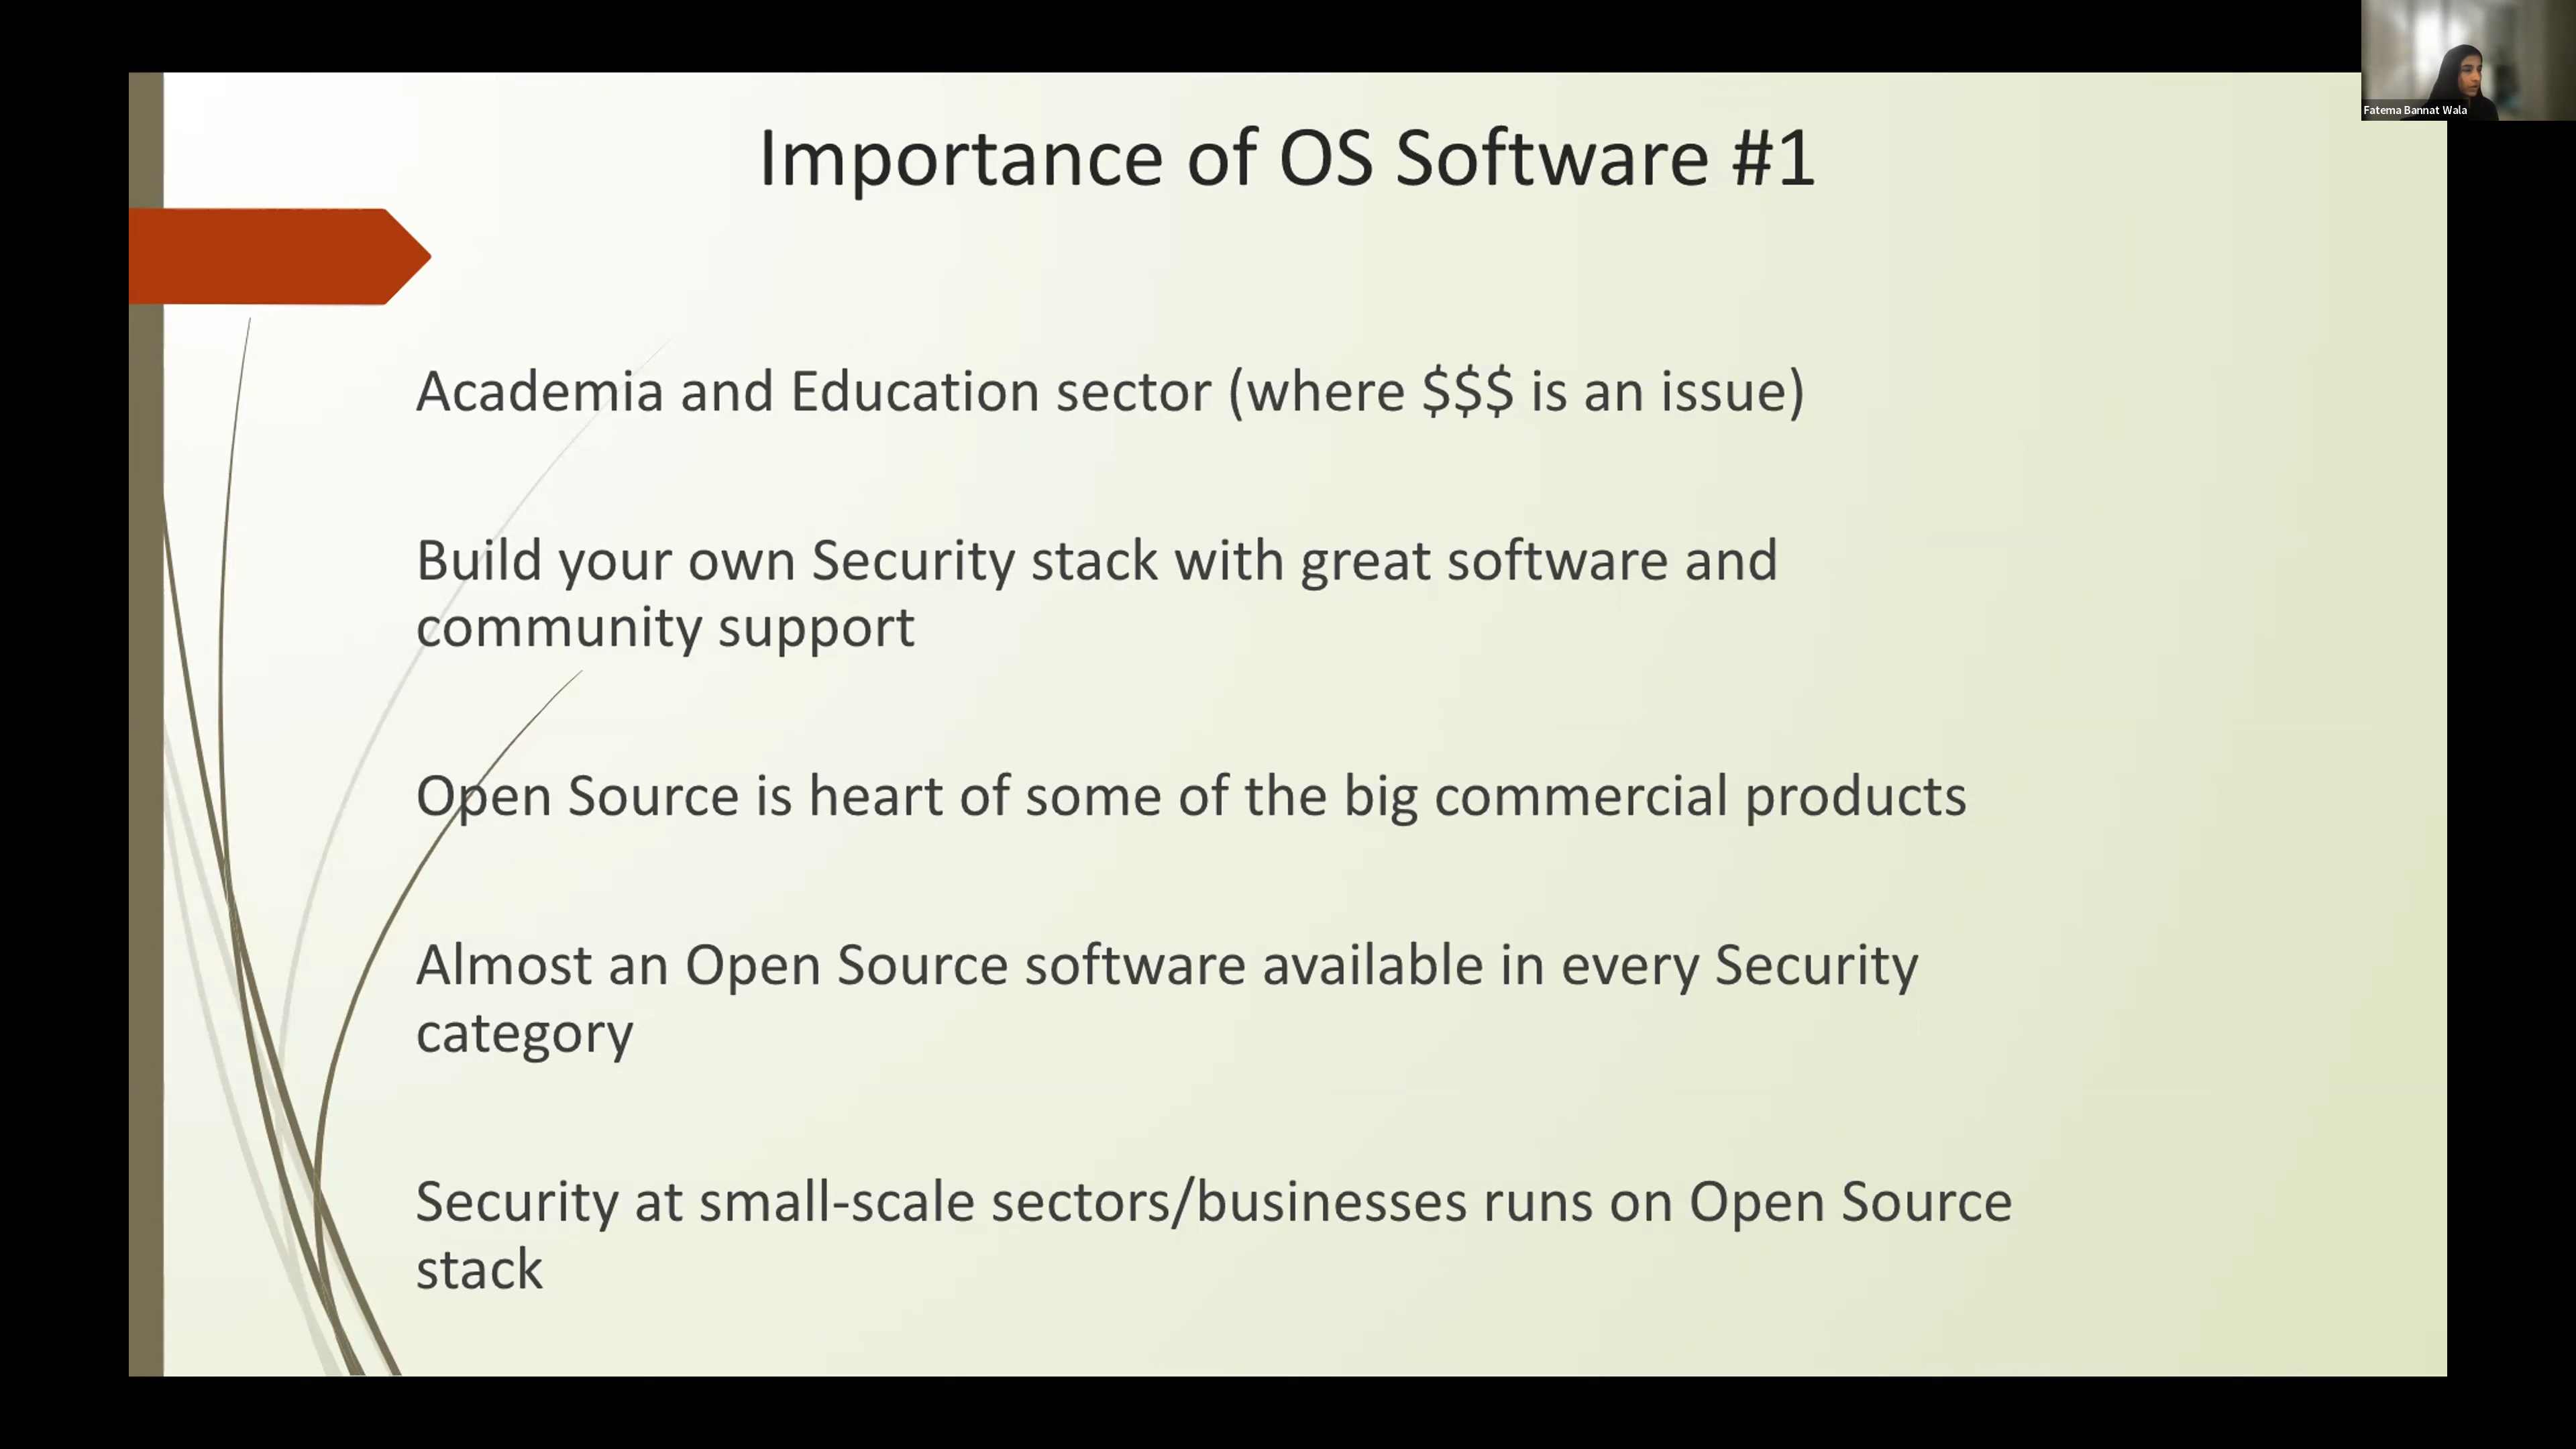 Fatema Bannat Wala
Importance of OS Software #1
Academia and Education sector (where $$$ is an issue)
Build your own Security stack with great software and
community support
Open Source is heart of some of the big commercial products
Almost an Open Source software available in every Security
category
Security at small-scale sectors/businesses runs on Open Source
stack